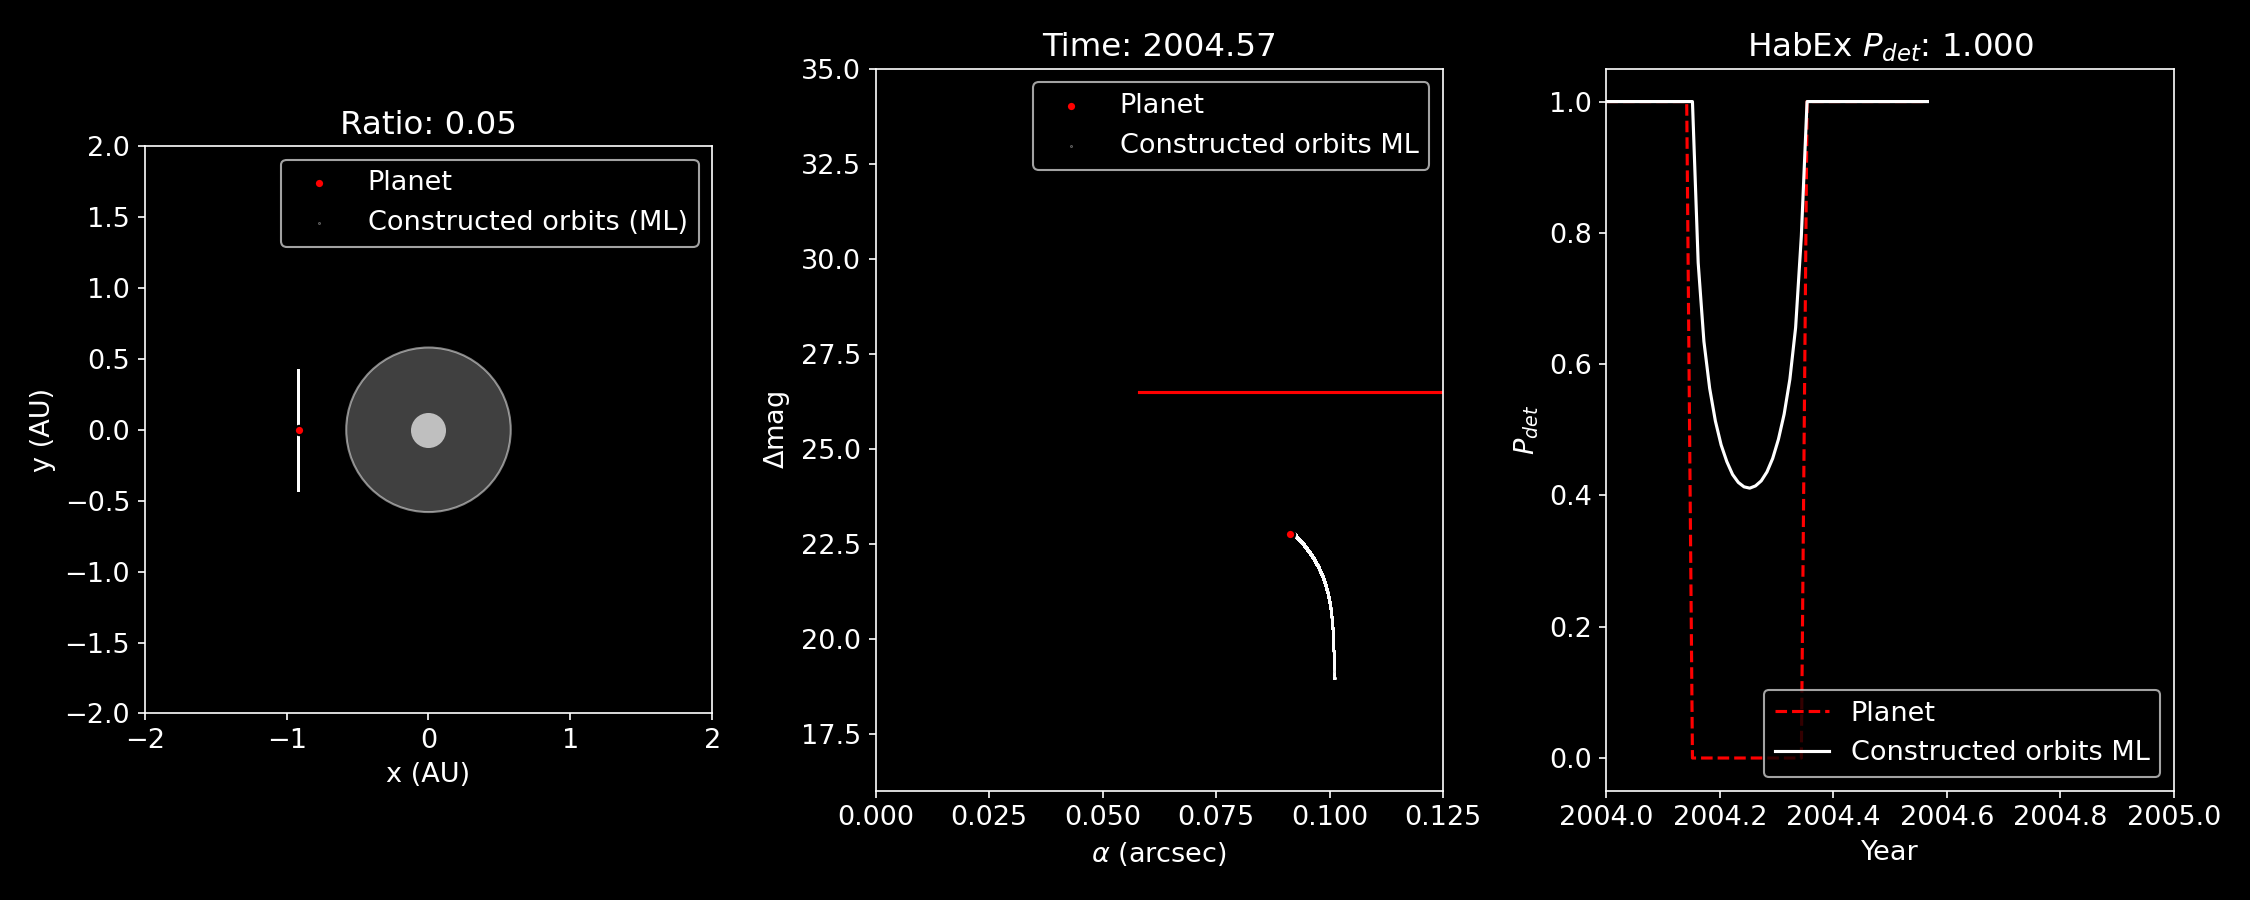 Ratio: 0.05
2.0
1.5
1.0
0.5
0.0
−0.5
−1.0
−1.5
−2.0
y (AU)
Planet
Constructed orbits (ML)
−2
−1
0
1
2
x (AU)
Time: 2004.57
35.0
32.5
30.0
27.5
25.0
22.5
20.0
17.5
Δmag
Planet
Constructed orbits ML
0.000
0.025
0.050
0.075
0.100
0.125
α (arcsec)
HabEx P_det: 1.000
1.0
0.8
0.6
0.4
0.2
0.0
P_det
Planet
Constructed orbits ML
2004.0
2004.2
2004.4
2004.6
2004.8
2005.0
Year